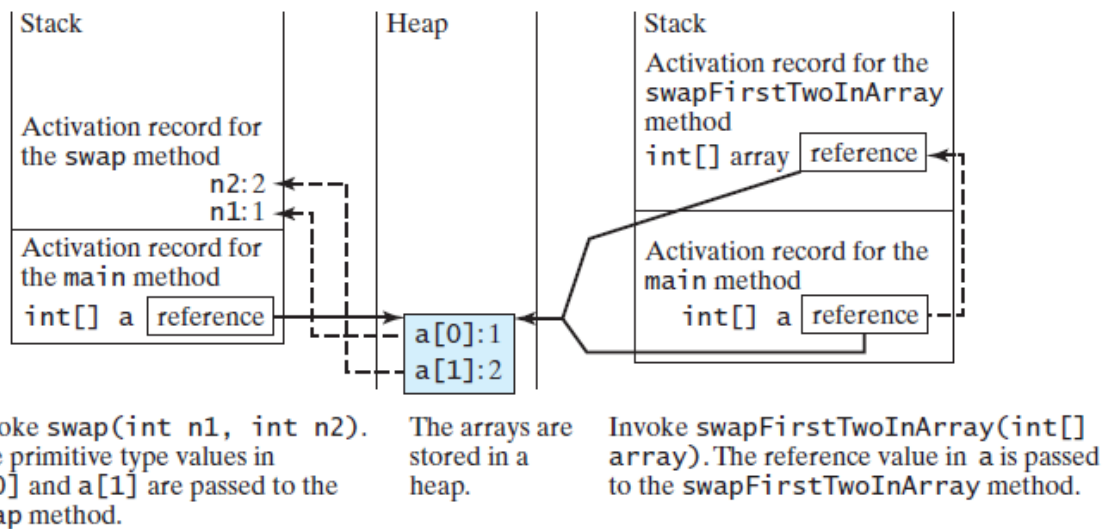 Stack
Activation record for
the swap method
n2:2
n1:1
Activation record for
the main method
int[] a reference
Heap
a[0]:1
a[1]:2
Stack
Activation record for the
swapFirstTwoInArray
method
int[] array reference
Activation record for the
main method
int[] a reference
oke swap(int n1, int n2).
e primitive type values in
0] and a[1] are passed to the
ap method.
The arrays are
stored in a
heap.
Invoke swapFirstTwoInArray(int[]
array). The reference value in a is passed
to the swapFirstTwoInArray method.